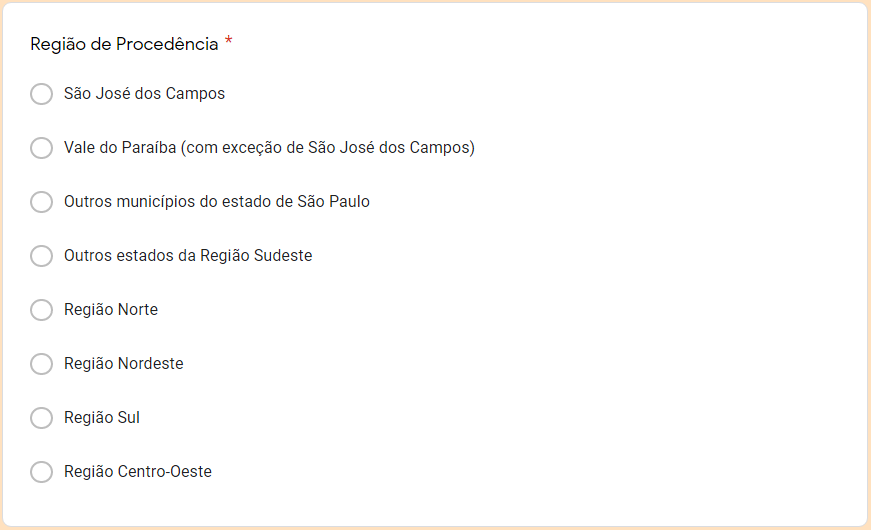 Região de Procedência *
São José dos Campos
Vale do Paraíba (com exceção de São José dos Campos)
Outros municípios do estado de São Paulo
Outros estados da Região Sudeste
Região Norte
Região Nordeste
Região Sul
Região Centro-Oeste